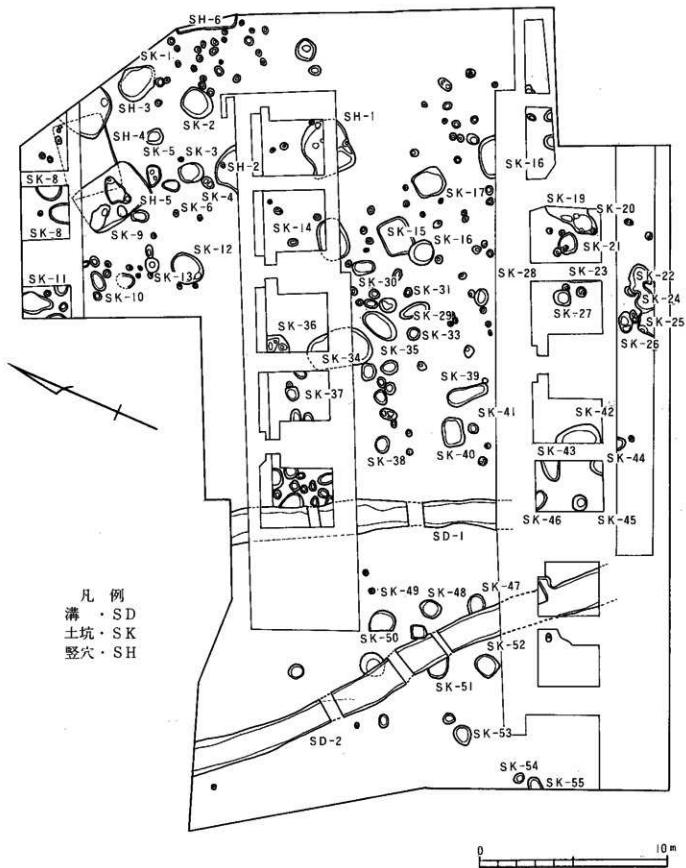 SH-6
SK-1
SH-3
SK-2
SH-1
SH-4
SK-5
SK-3
SH-2
SK-16
SK-8
SH-5
SK-4
SK-17
SK-6
SK-19
SK-20
SK-8
SK-9
SK-14
SK-15
SK-21
SK-12
SK-16
SK-11
SK-13
SK-28
SK-23
SK-22
SK-10
SK-30
SK-31
SK-24
SK-29
SK-27
SK-25
SK-36
SK-33
SK-26
SK-34
SK-35
SK-37
SK-39
SK-41
SK-42
SK-38
SK-40
SK-43
SK-44
SK-46
SK-45
SD-1
凡 例
溝 ・SD
土坑・SK
竪穴・SH
SK-49
SK-48
SK-47
SK-50
SK-52
SK-51
SD-2
SK-53
SK-54
SK-55
0 10m